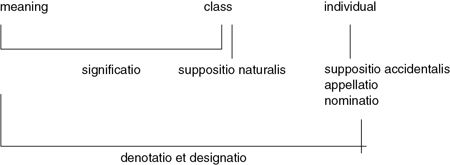 meaning class individual
significatio suppositio naturalis suppositio accidentalis
appellatio
nominatio
denotatio et designatio